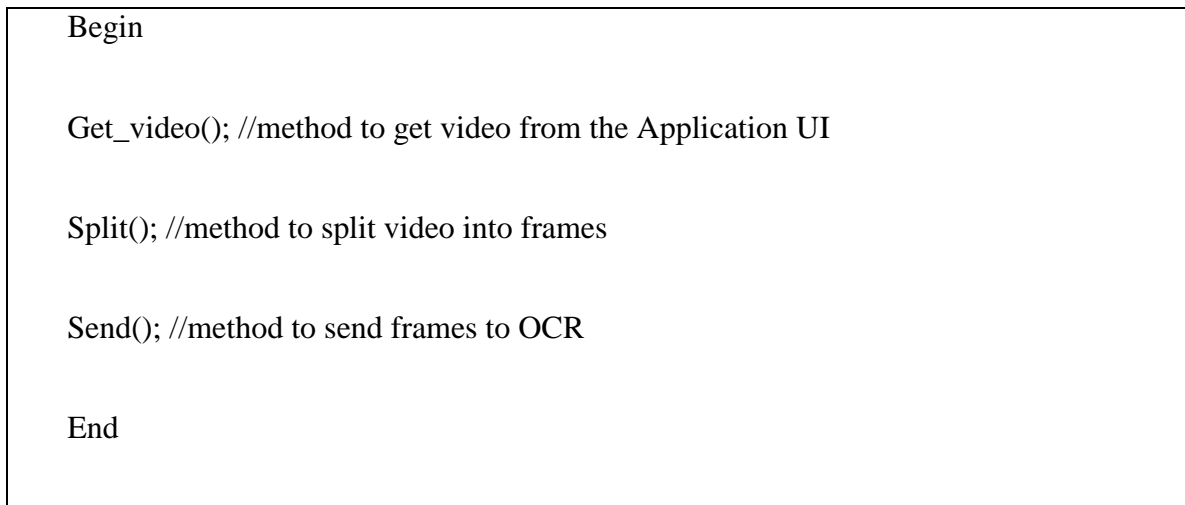 Begin
Get_video(); //method to get video from the Application UI
Split(); //method to split video into frames
Send(); //method to send frames to OCR
End